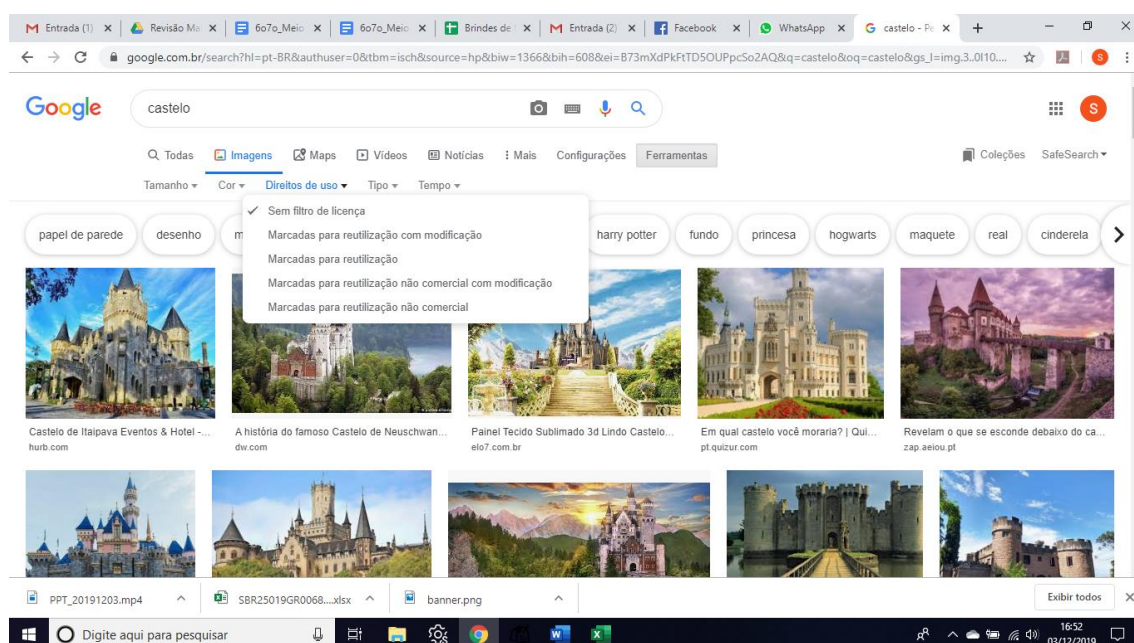 Entrada (1)
Revisão Ma
6o7o_Meio
6o7o_Meio
Brindes de
Entrada (2)
Facebook
WhatsApp
castelo - Pe
google.com.br/search?hl=pt-BR&authuser=0&tbm=isch&source=hp&biw=1366&bih=608&ei=B73mXdPkFtTD5OUPpcSo2AQ&q=castelo&oq=castelo&gs_l=img.3..0l10....
S
Google
castelo
S
Todas Imagens Maps Vídeos Notícias Mais Configurações Ferramentas
Coleções SafeSearch
Tamanho Cor Direitos de uso Tipo Tempo
Sem filtro de licença
Marcadas para reutilização com modificação
Marcadas para reutilização
Marcadas para reutilização não comercial com modificação
Marcadas para reutilização não comercial
papel de parede desenho m harry potter fundo princesa hogwarts maquete real cinderela
Castelo de Itaipava Eventos & Hotel -...
hurb.com
A história do famoso Castelo de Neuschwan...
dw.com
Painel Tecido Sublimado 3d Lindo Castelo...
elo7.com.br
Em qual castelo você moraria? | Qui...
pt.quizur.com
Revelam o que se esconde debaixo do ca...
zap.aeiou.pt
PPT_20191203.mp4
SBR25019GR0068....xlsx
banner.png
Exibir todos
Digite aqui para pesquisar
16:52
03/12/2019